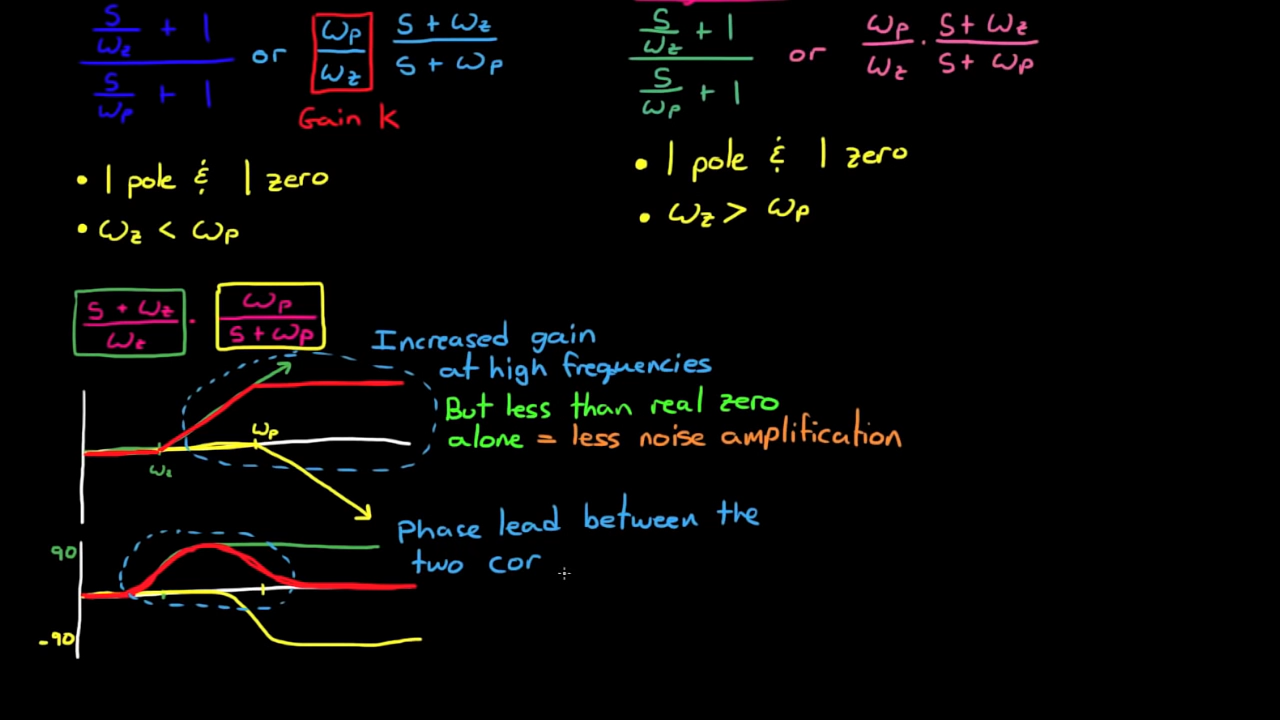 s/ωz + 1
s/ωp + 1
or
ωp/ωz
s + ωz
s + ωp
Gain k
• 1 pole & 1 zero
• ωz < ωp
s/ωz + 1
s/ωp + 1
or
ωp/ωz · s + ωz
s + ωp
• 1 pole & 1 zero
• ωz > ωp
s + ωz
ωz
·
ωp
s + ωp
Increased gain
at high frequencies
But less than real zero
alone = less noise amplification
ωp
ωz
Phase lead between the
two cor
90
-90